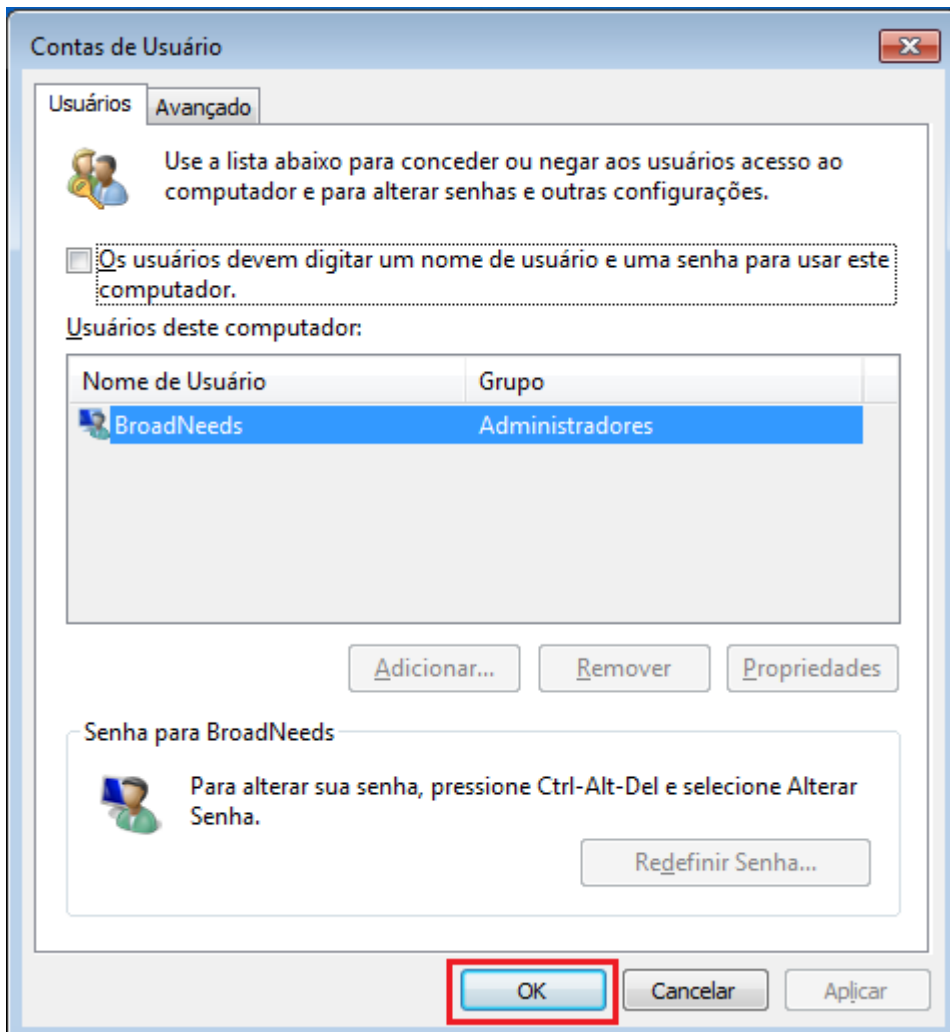 Contas de Usuário
Usuários
Avançado
Use a lista abaixo para conceder ou negar aos usuários acesso ao
computador e para alterar senhas e outras configurações.
Os usuários devem digitar um nome de usuário e uma senha para usar este
computador.
Usuários deste computador:
Nome de Usuário Grupo
BroadNeeds Administradores
Adicionar... Remover Propriedades
Senha para BroadNeeds
Para alterar sua senha, pressione Ctrl-Alt-Del e selecione Alterar
Senha.
Redefinir Senha...
OK Cancelar Aplicar